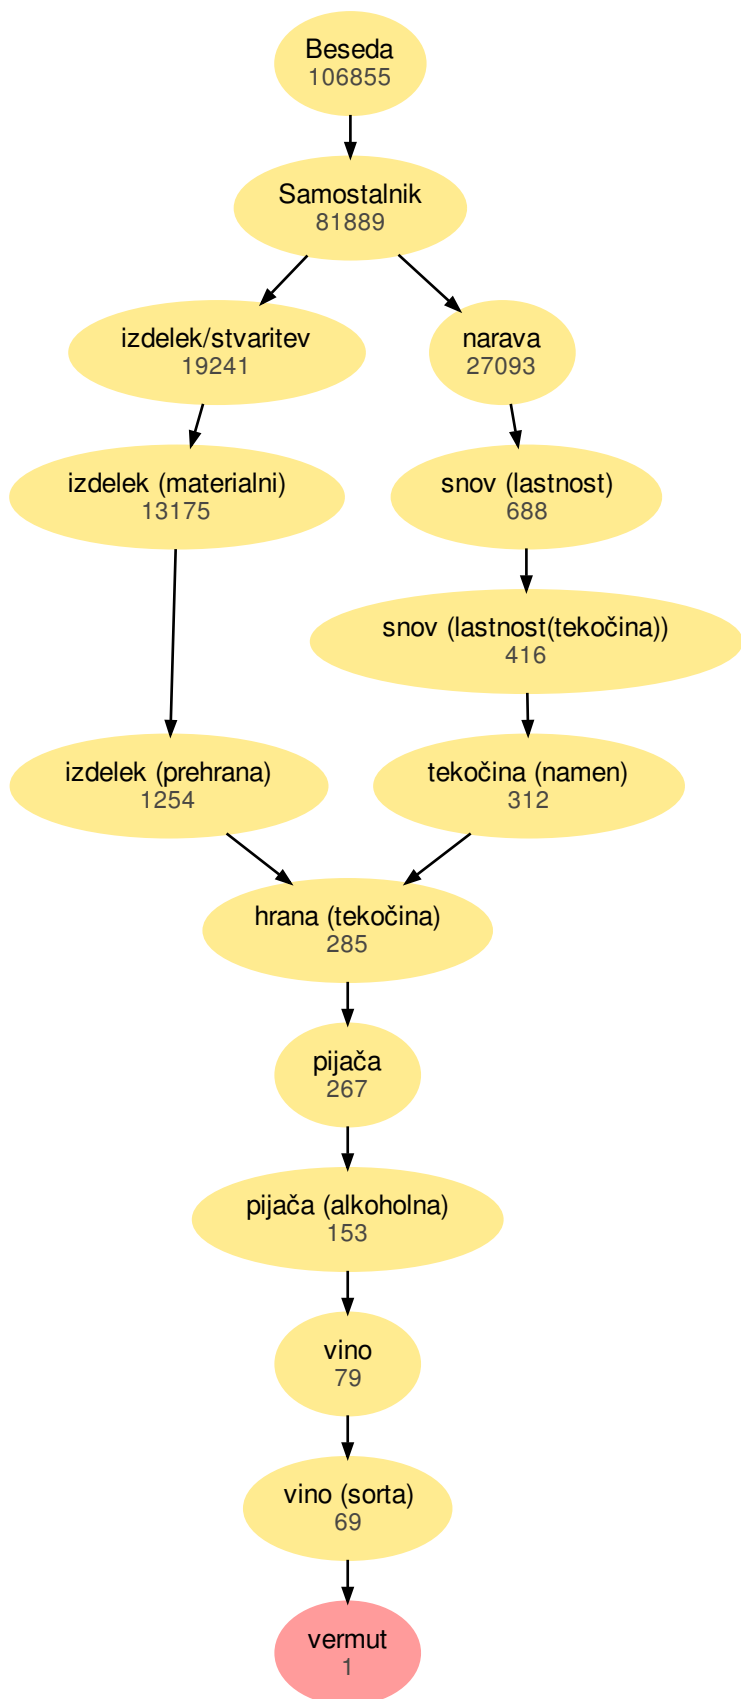 Beseda
106855
Samostalnik
81889
izdelek/stvaritev
19241
narava
27093
izdelek (materialni)
13175
snov (lastnost)
688
snov (lastnost(tekočina))
416
izdelek (prehrana)
1254
tekočina (namen)
312
hrana (tekočina)
285
pijača
267
pijača (alkoholna)
153
vino
79
vino (sorta)
69
vermut
1